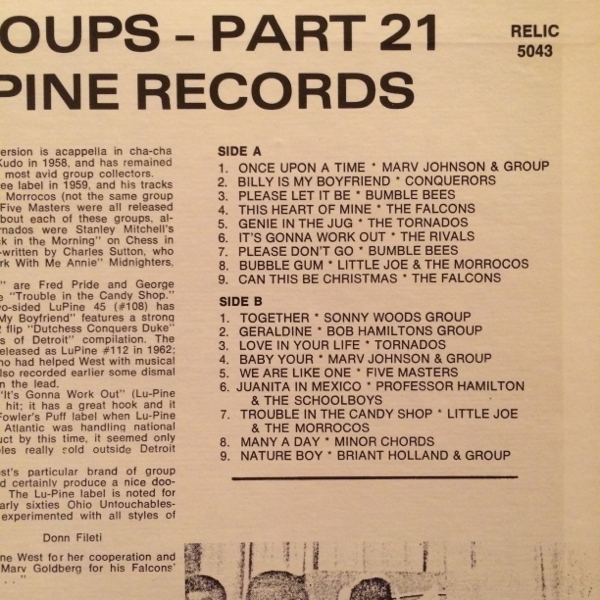 OUPS - PART 21
PINE RECORDS
RELIC
5043
ersion is acappella in cha-cha
Kudo in 1958, and has remained
most avid group collectors.
ee label in 1959, and his tracks
Morrocos (not the same group
Five Masters were all released
bout each of these groups, al-
rnados were Stanley Mitchell's
k in the Morning" on Chess in
-written by Charles Sutton, who
rk With Me Annie" Midnighters,
" are Fred Pride and George
e "Trouble in the Candy Shop."
wo-sided LuPine 45 (#108) has
My Boyfriend" features a strong
flip "Dutchess Conquers Duke"
s of Detroit" compilation. The
eleased as LuPine #112 in 1962;
ho had helped West with musical
lso recorded earlier some dismal
n the lead.
"It's Gonna Work Out" (Lu-Pine
hit; it has a great hook and it
Fowler's Puff label when Lu-Pine
Atlantic was handling national
uct by this time, it seemed only
les really sold outside Detroit
est's particular brand of group
d certainly produce a nice doo-
The Lu-Pine label is noted for
arly sixties Ohio Untouchables-
experimented with all styles of
Donn Fileti
ne West for her cooperation and
Marv Goldberg for his Falcons'
SIDE A
1. ONCE UPON A TIME * MARV JOHNSON & GROUP
2. BILLY IS MY BOYFRIEND * CONQUERORS
3. PLEASE LET IT BE * BUMBLE BEES
4. THIS HEART OF MINE * THE FALCONS
5. GENIE IN THE JUG * THE TORNADOS
6. IT'S GONNA WORK OUT * THE RIVALS
7. PLEASE DON'T GO * BUMBLE BEES
8. BUBBLE GUM * LITTLE JOE & THE MORROCOS
9. CAN THIS BE CHRISTMAS * THE FALCONS
SIDE B
1. TOGETHER * SONNY WOODS GROUP
2. GERALDINE * BOB HAMILTONS GROUP
3. LOVE IN YOUR LIFE * TORNADOS
4. BABY YOUR * MARV JOHNSON & GROUP
5. WE ARE LIKE ONE * FIVE MASTERS
6. JUANITA IN MEXICO * PROFESSOR HAMILTON
& THE SCHOOLBOYS
7. TROUBLE IN THE CANDY SHOP * LITTLE JOE
& THE MORROCOS
8. MANY A DAY * MINOR CHORDS
9. NATURE BOY * BRIANT HOLLAND & GROUP